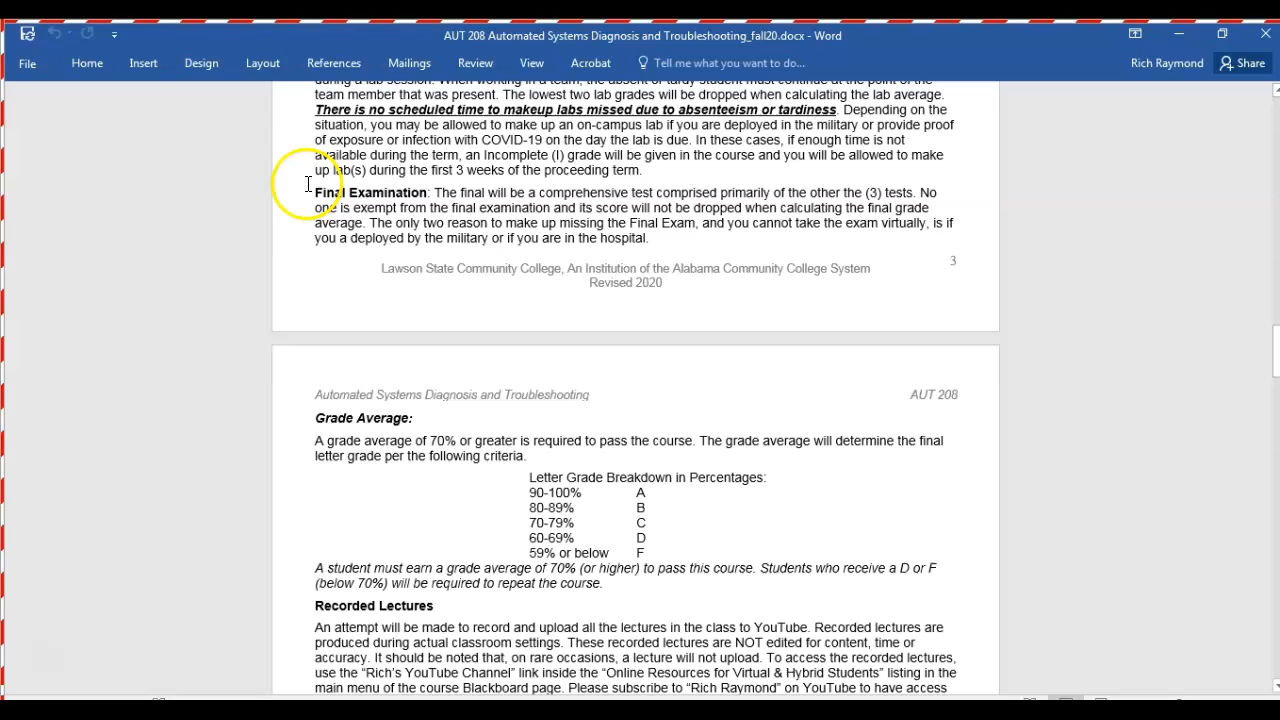 AUT 208 Automated Systems Diagnosis and Troubleshooting_fall20.docx - Word
File Home Insert Design Layout References Mailings Review View Acrobat Tell me what you want to do... Rich Raymond Share
during a lab session. When working in a team, the absent or tardy student must continue at the point of the
team member that was present. The lowest two lab grades will be dropped when calculating the lab average.
There is no scheduled time to makeup labs missed due to absenteeism or tardiness. Depending on the
situation, you may be allowed to make up an on-campus lab if you are deployed in the military or provide proof
of exposure or infection with COVID-19 on the day the lab is due. In these cases, if enough time is not
available during the term, an Incomplete (I) grade will be given in the course and you will be allowed to make
up lab(s) during the first 3 weeks of the proceeding term.
Final Examination: The final will be a comprehensive test comprised primarily of the other the (3) tests. No
one is exempt from the final examination and its score will not be dropped when calculating the final grade
average. The only two reason to make up missing the Final Exam, and you cannot take the exam virtually, is if
you a deployed by the military or if you are in the hospital.
3
Lawson State Community College, An Institution of the Alabama Community College System
Revised 2020
Automated Systems Diagnosis and Troubleshooting AUT 208
Grade Average:
A grade average of 70% or greater is required to pass the course. The grade average will determine the final
letter grade per the following criteria.
Letter Grade Breakdown in Percentages:
90-100% A
80-89% B
70-79% C
60-69% D
59% or below F
A student must earn a grade average of 70% (or higher) to pass this course. Students who receive a D or F
(below 70%) will be required to repeat the course.
Recorded Lectures
An attempt will be made to record and upload all the lectures in the class to YouTube. Recorded lectures are
produced during actual classroom settings. These recorded lectures are NOT edited for content, time or
accuracy. It should be noted that, on rare occasions, a lecture will not upload. To access the recorded lectures,
use the “Rich's YouTube Channel” link inside the “Online Resources for Virtual & Hybrid Students” listing in the
main menu of the course Blackboard page. Please subscribe to “Rich Raymond” on YouTube to have access